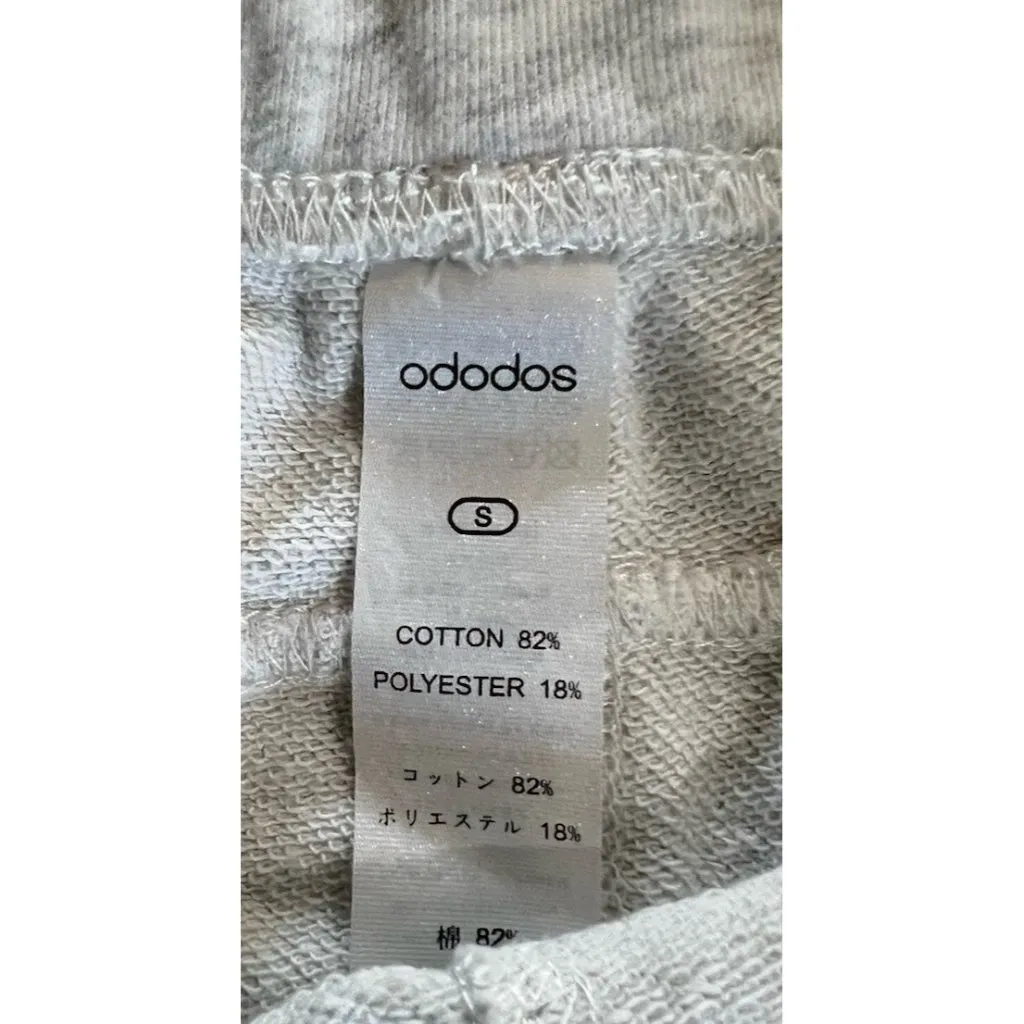 ododos
S
COTTON 82%
POLYESTER 18%
コットン 82%
ポリエステル 18%
棉 82%